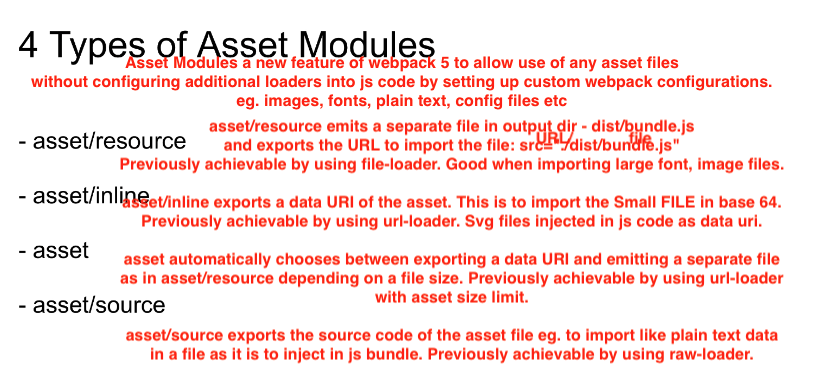 4 Types of Asset Modules
Asset Modules a new feature of webpack 5 to allow use of any asset files
without configuring additional loaders into js code by setting up custom webpack configurations.
eg. images, fonts, plain text, config files etc
- asset/resource
asset/resource emits a separate file in output dir - dist/bundle.js
URL/ file
and exports the URL to import the file: src="./dist/bundle.js"
Previously achievable by using file-loader. Good when importing large font, image files.
- asset/inline
asset/inline exports a data URI of the asset. This is to import the Small FILE in base 64.
Previously achievable by using url-loader. Svg files injected in js code as data uri.
- asset
asset automatically chooses between exporting a data URI and emitting a separate file
as in asset/resource depending on a file size. Previously achievable by using url-loader
with asset size limit.
- asset/source
asset/source exports the source code of the asset file eg. to import like plain text data
in a file as it is to inject in js bundle. Previously achievable by using raw-loader.